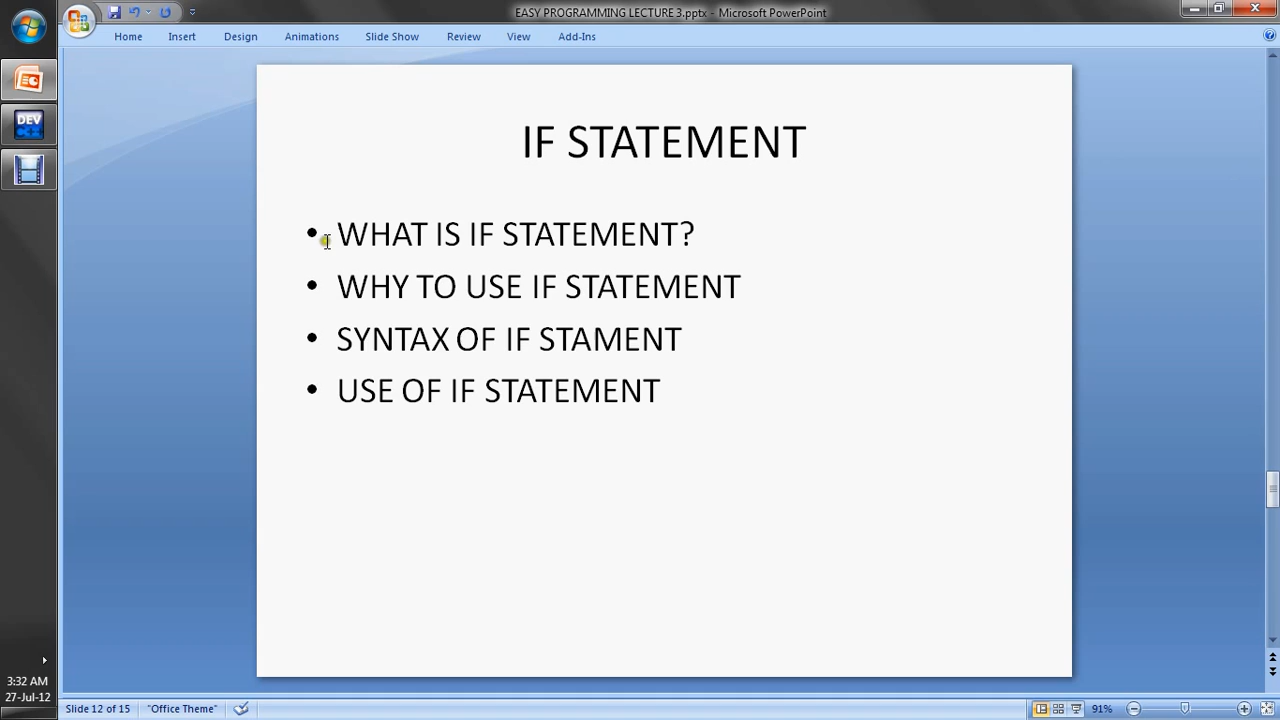 EASY PROGRAMMING LECTURE 3.pptx - Microsoft PowerPoint
Home Insert Design Animations Slide Show Review View Add-Ins
IF STATEMENT
• WHAT IS IF STATEMENT?
• WHY TO USE IF STATEMENT
• SYNTAX OF IF STAMENT
• USE OF IF STATEMENT
DEV
3:32 AM
27-Jul-12
Slide 12 of 15 "Office Theme" 91%